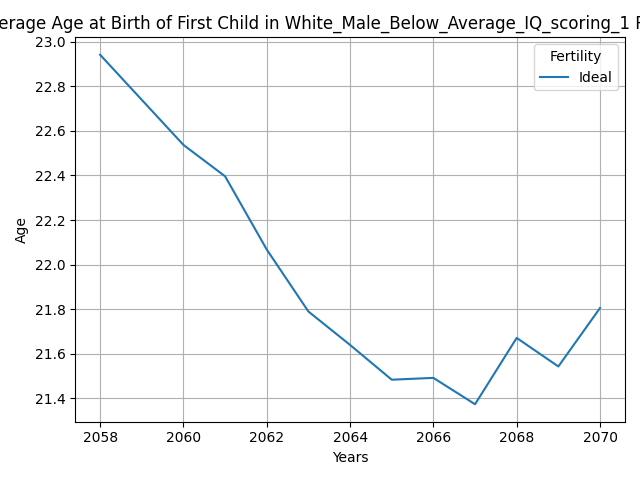 erage Age at Birth of First Child in White_Male_Below_Average_IQ_scoring_1
23.0
22.8
22.6
22.4
22.2
22.0
21.8
21.6
21.4
Age
Fertility
Ideal
2058 2060 2062 2064 2066 2068 2070
Years